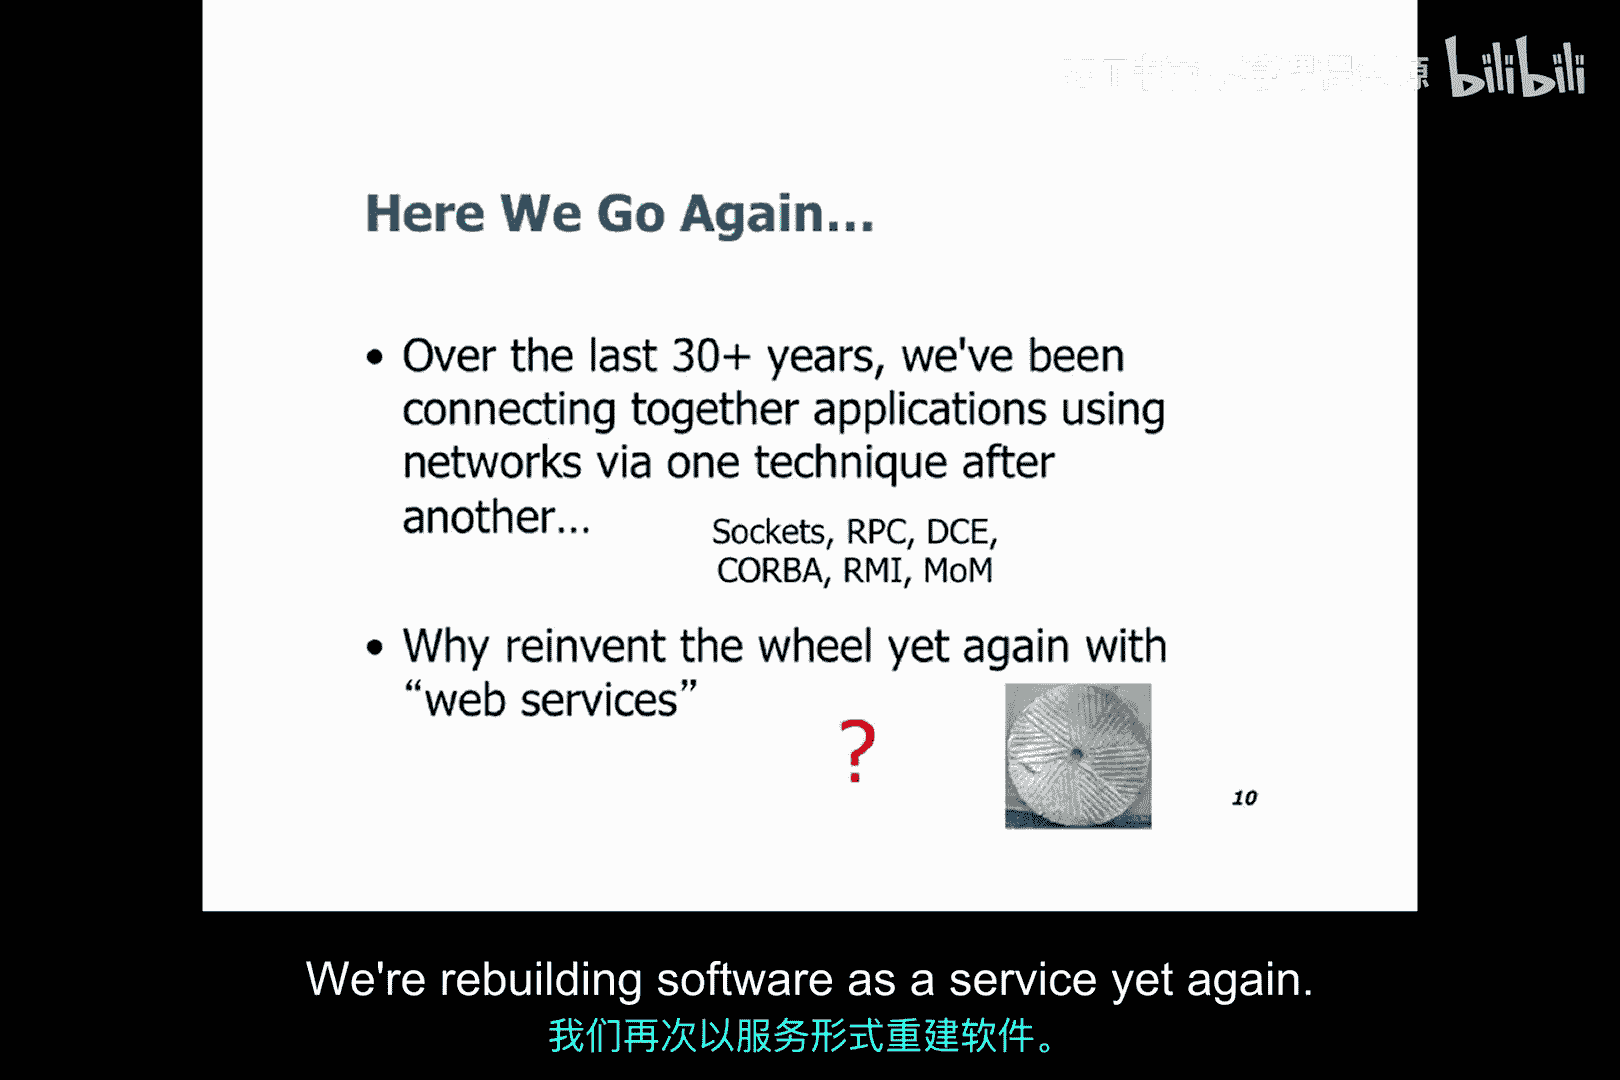 bilibili
Here We Go Again...
• Over the last 30+ years, we've been
connecting together applications using
networks via one technique after
another...
Sockets, RPC, DCE,
CORBA, RMI, MoM
• Why reinvent the wheel yet again with
“web services”
?
10
We're rebuilding software as a service yet again.
我们再次以服务形式重建软件。